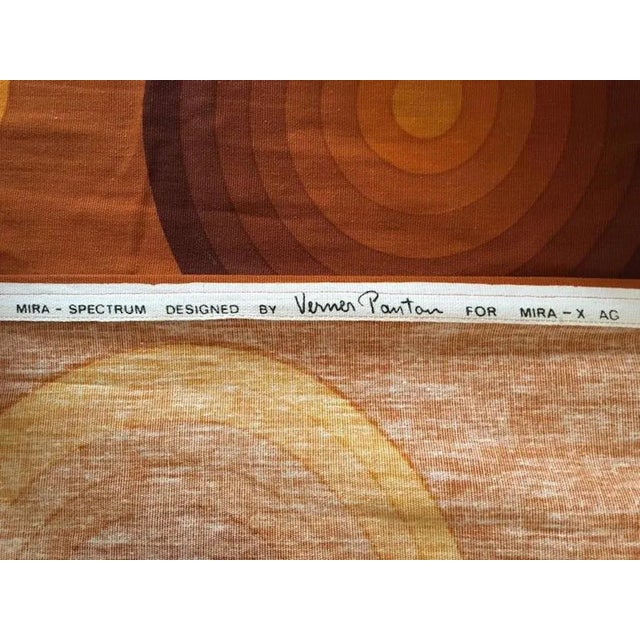 MIRA - SPECTRUM DESIGNED BY Verner Panton FOR MIRA - X AG